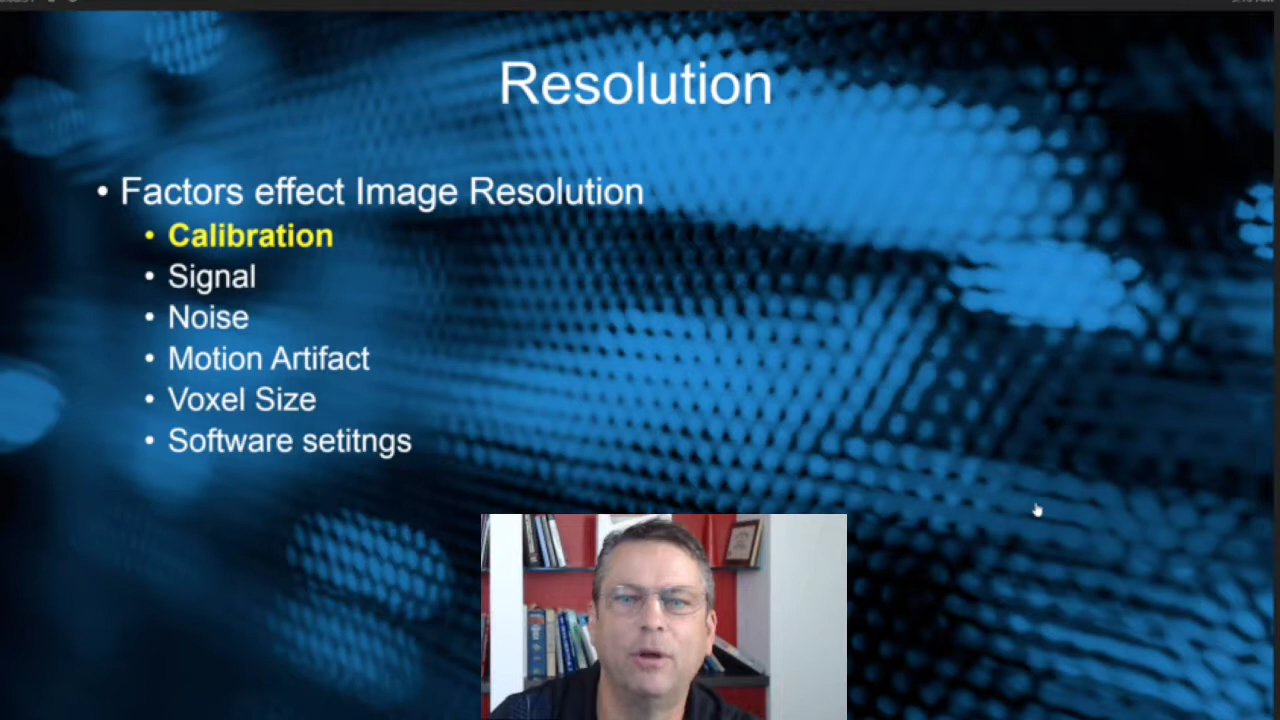 Resolution
• Factors effect Image Resolution
• Calibration
• Signal
• Noise
• Motion Artifact
• Voxel Size
• Software setitngs